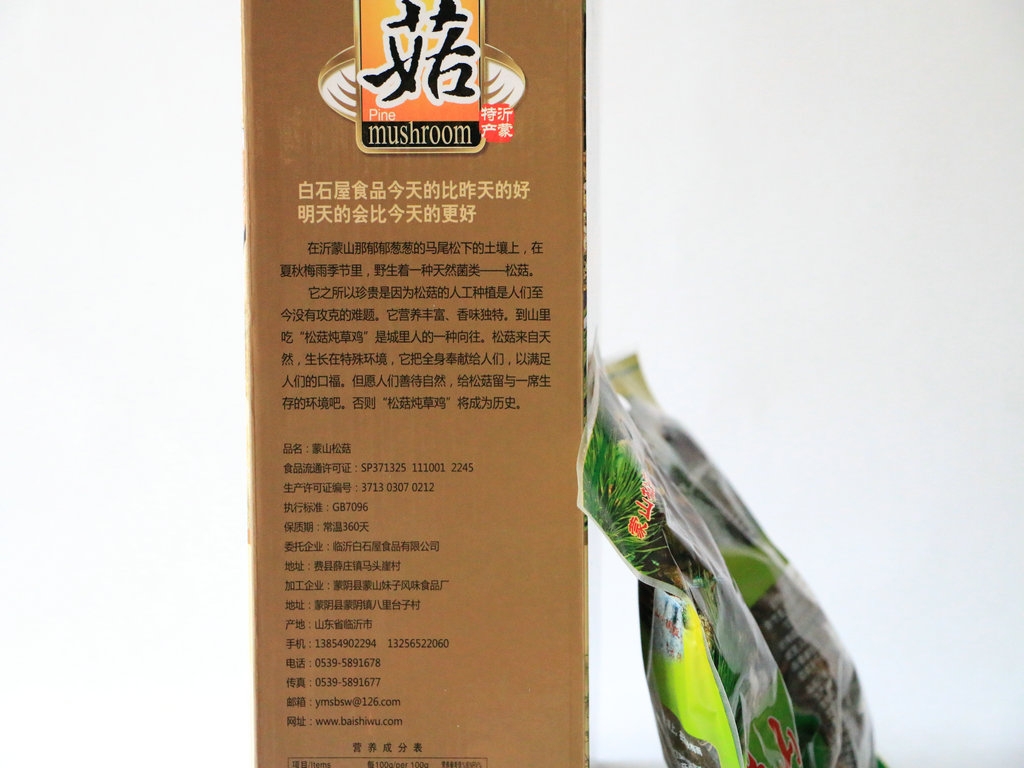 菇
Pine
mushroom
沂蒙
特产
白石屋食品今天的比昨天的好
明天的会比今天的更好
在沂蒙山那郁郁葱葱的马尾松下的土壤上，在
夏秋梅雨季节里，野生着一种天然菌类——松菇。
它之所以珍贵是因为松菇的人工种植是人们至
今没有攻克的难题。它营养丰富、香味独特。到山里
吃“松菇炖草鸡”是城里人的一种向往。松菇来自天
然，生长在特殊环境，它把全身奉献给人们，以满足
人们的口福。但愿人们善待自然，给松菇留与一席生
存的环境吧。否则“松菇炖草鸡”将成为历史。
品名：蒙山松菇
食品流通许可证：SP371325 111001 2245
生产许可证编号：3713 0307 0212
执行标准：GB7096
保质期：常温360天
委托企业：临沂白石屋食品有限公司
地址：费县薛庄镇马头崖村
加工企业：蒙阴县蒙山妹子风味食品厂
地址：蒙阴县蒙阴镇八里台子村
产地：山东省临沂市
手机：13854902294 13256522060
电话：0539-5891678
传真：0539-5891677
邮箱：ymsbsw@126.com
网址：www.baishiwu.com
营养成分表
项目/Items 每100g/per 100g
蒙山